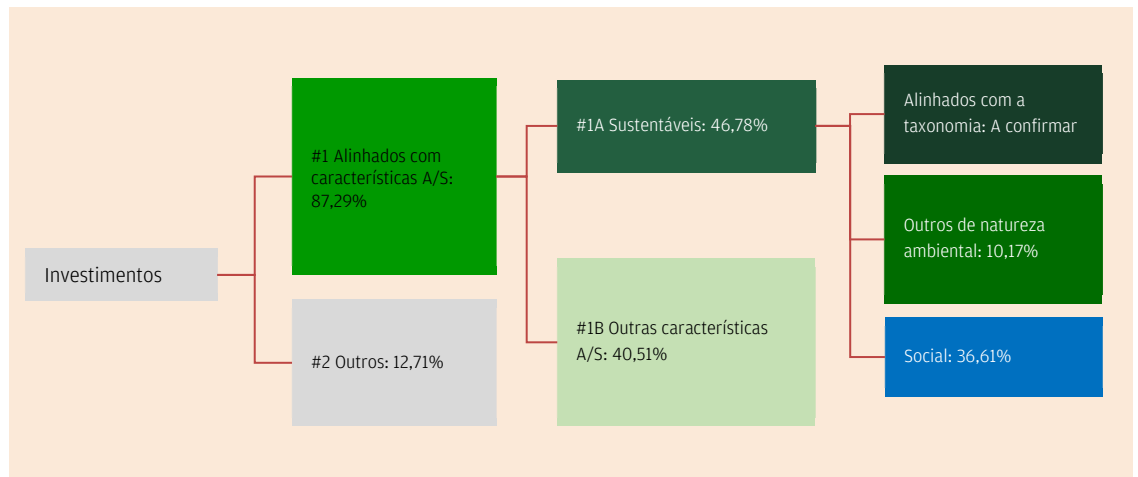 Investimentos
#1 Alinhados com
características A/S:
87,29%
#2 Outros: 12,71%
#1A Sustentáveis: 46,78%
#1B Outras características
A/S: 40,51%
Alinhados com a
taxonomia: A confirmar
Outros de natureza
ambiental: 10,17%
Social: 36,61%